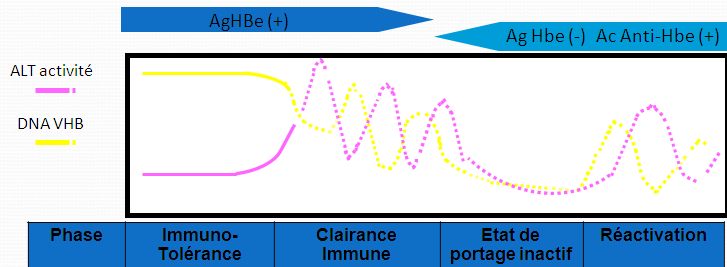 AgHBe (+)
Ag Hbe (-) Ac Anti-Hbe (+)
ALT activité
DNA VHB
Phase
Immuno-
Tolérance
Clairance
Immune
Etat de
portage inactif
Réactivation